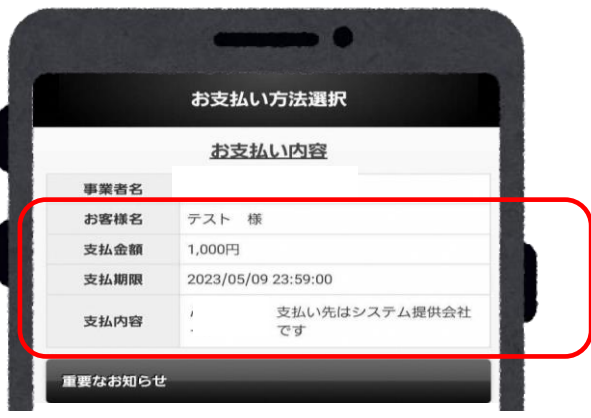 お支払い方法選択
お支払い内容
事業者名
お客様名 テスト 様
支払金額 1,000円
支払期限 2023/05/09 23:59:00
支払内容 支払い先はシステム提供会社
です
重要なお知らせ